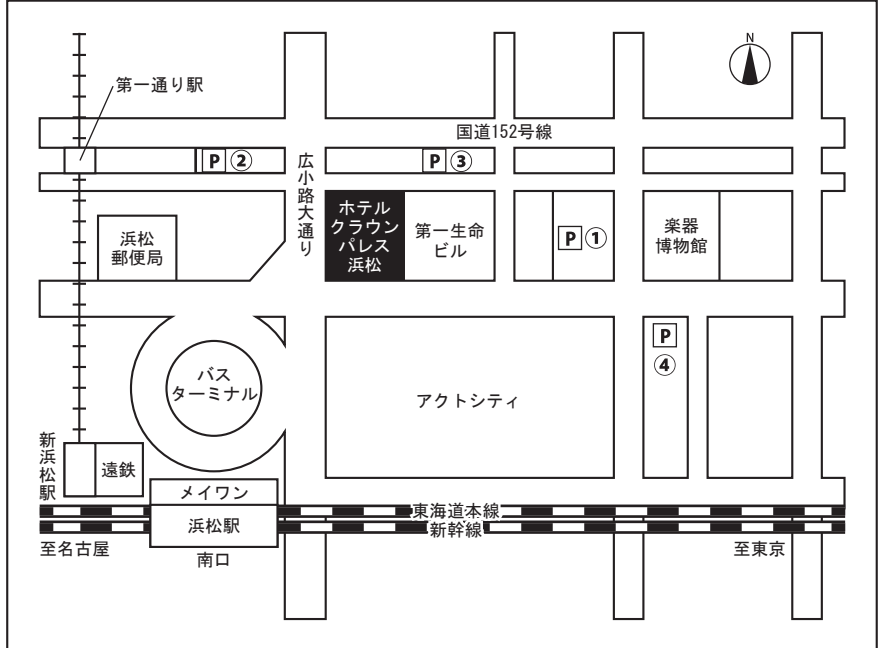 N
第一通り駅
国道152号線
P ②
P ③
広小路大通り
ホテル
クラウン
パレス
浜松
第一生命
ビル
P ①
楽器
博物館
浜松
郵便局
P
④
バス
ターミナル
アクトシティ
新浜松駅
遠鉄
メイワン
東海道本線
浜松駅
新幹線
至名古屋
南口
至東京